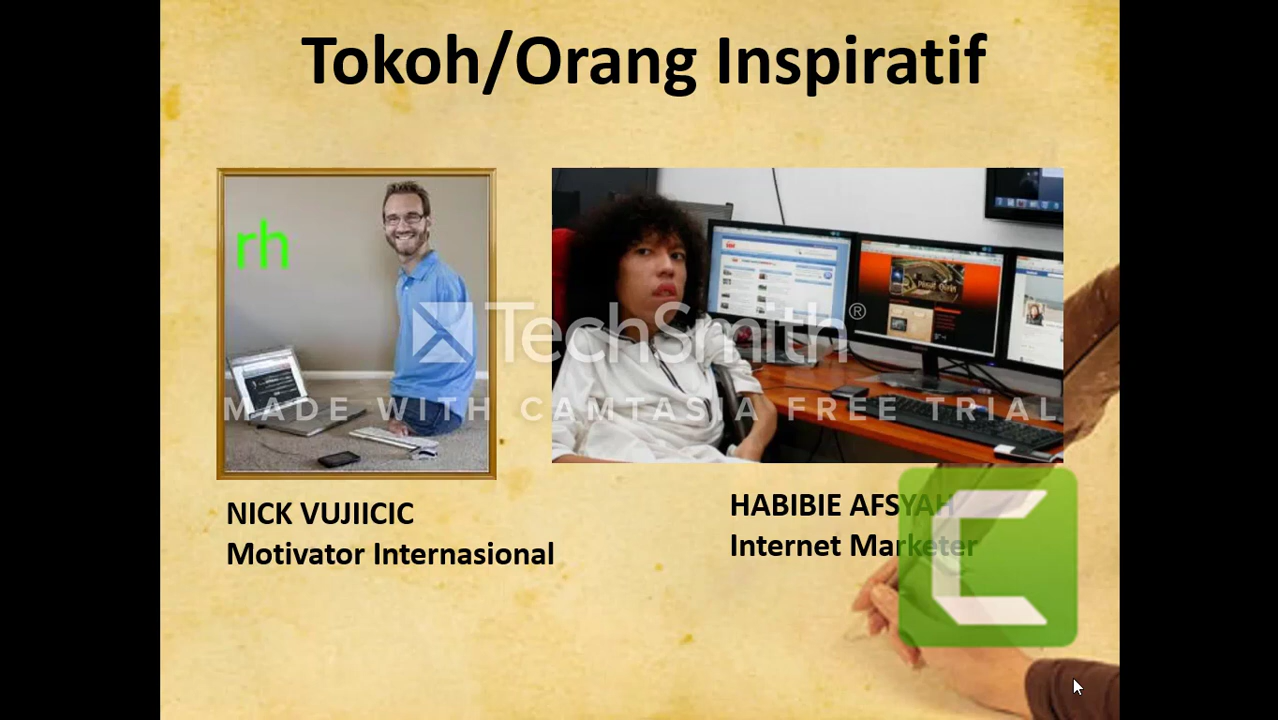 Tokoh/Orang Inspiratif
rh
TechSmith®
MADE WITH CAMTASIA FREE TRIAL
NICK VUJIICIC
Motivator Internasional
HABIBIE AFSYAH
Internet Marketer